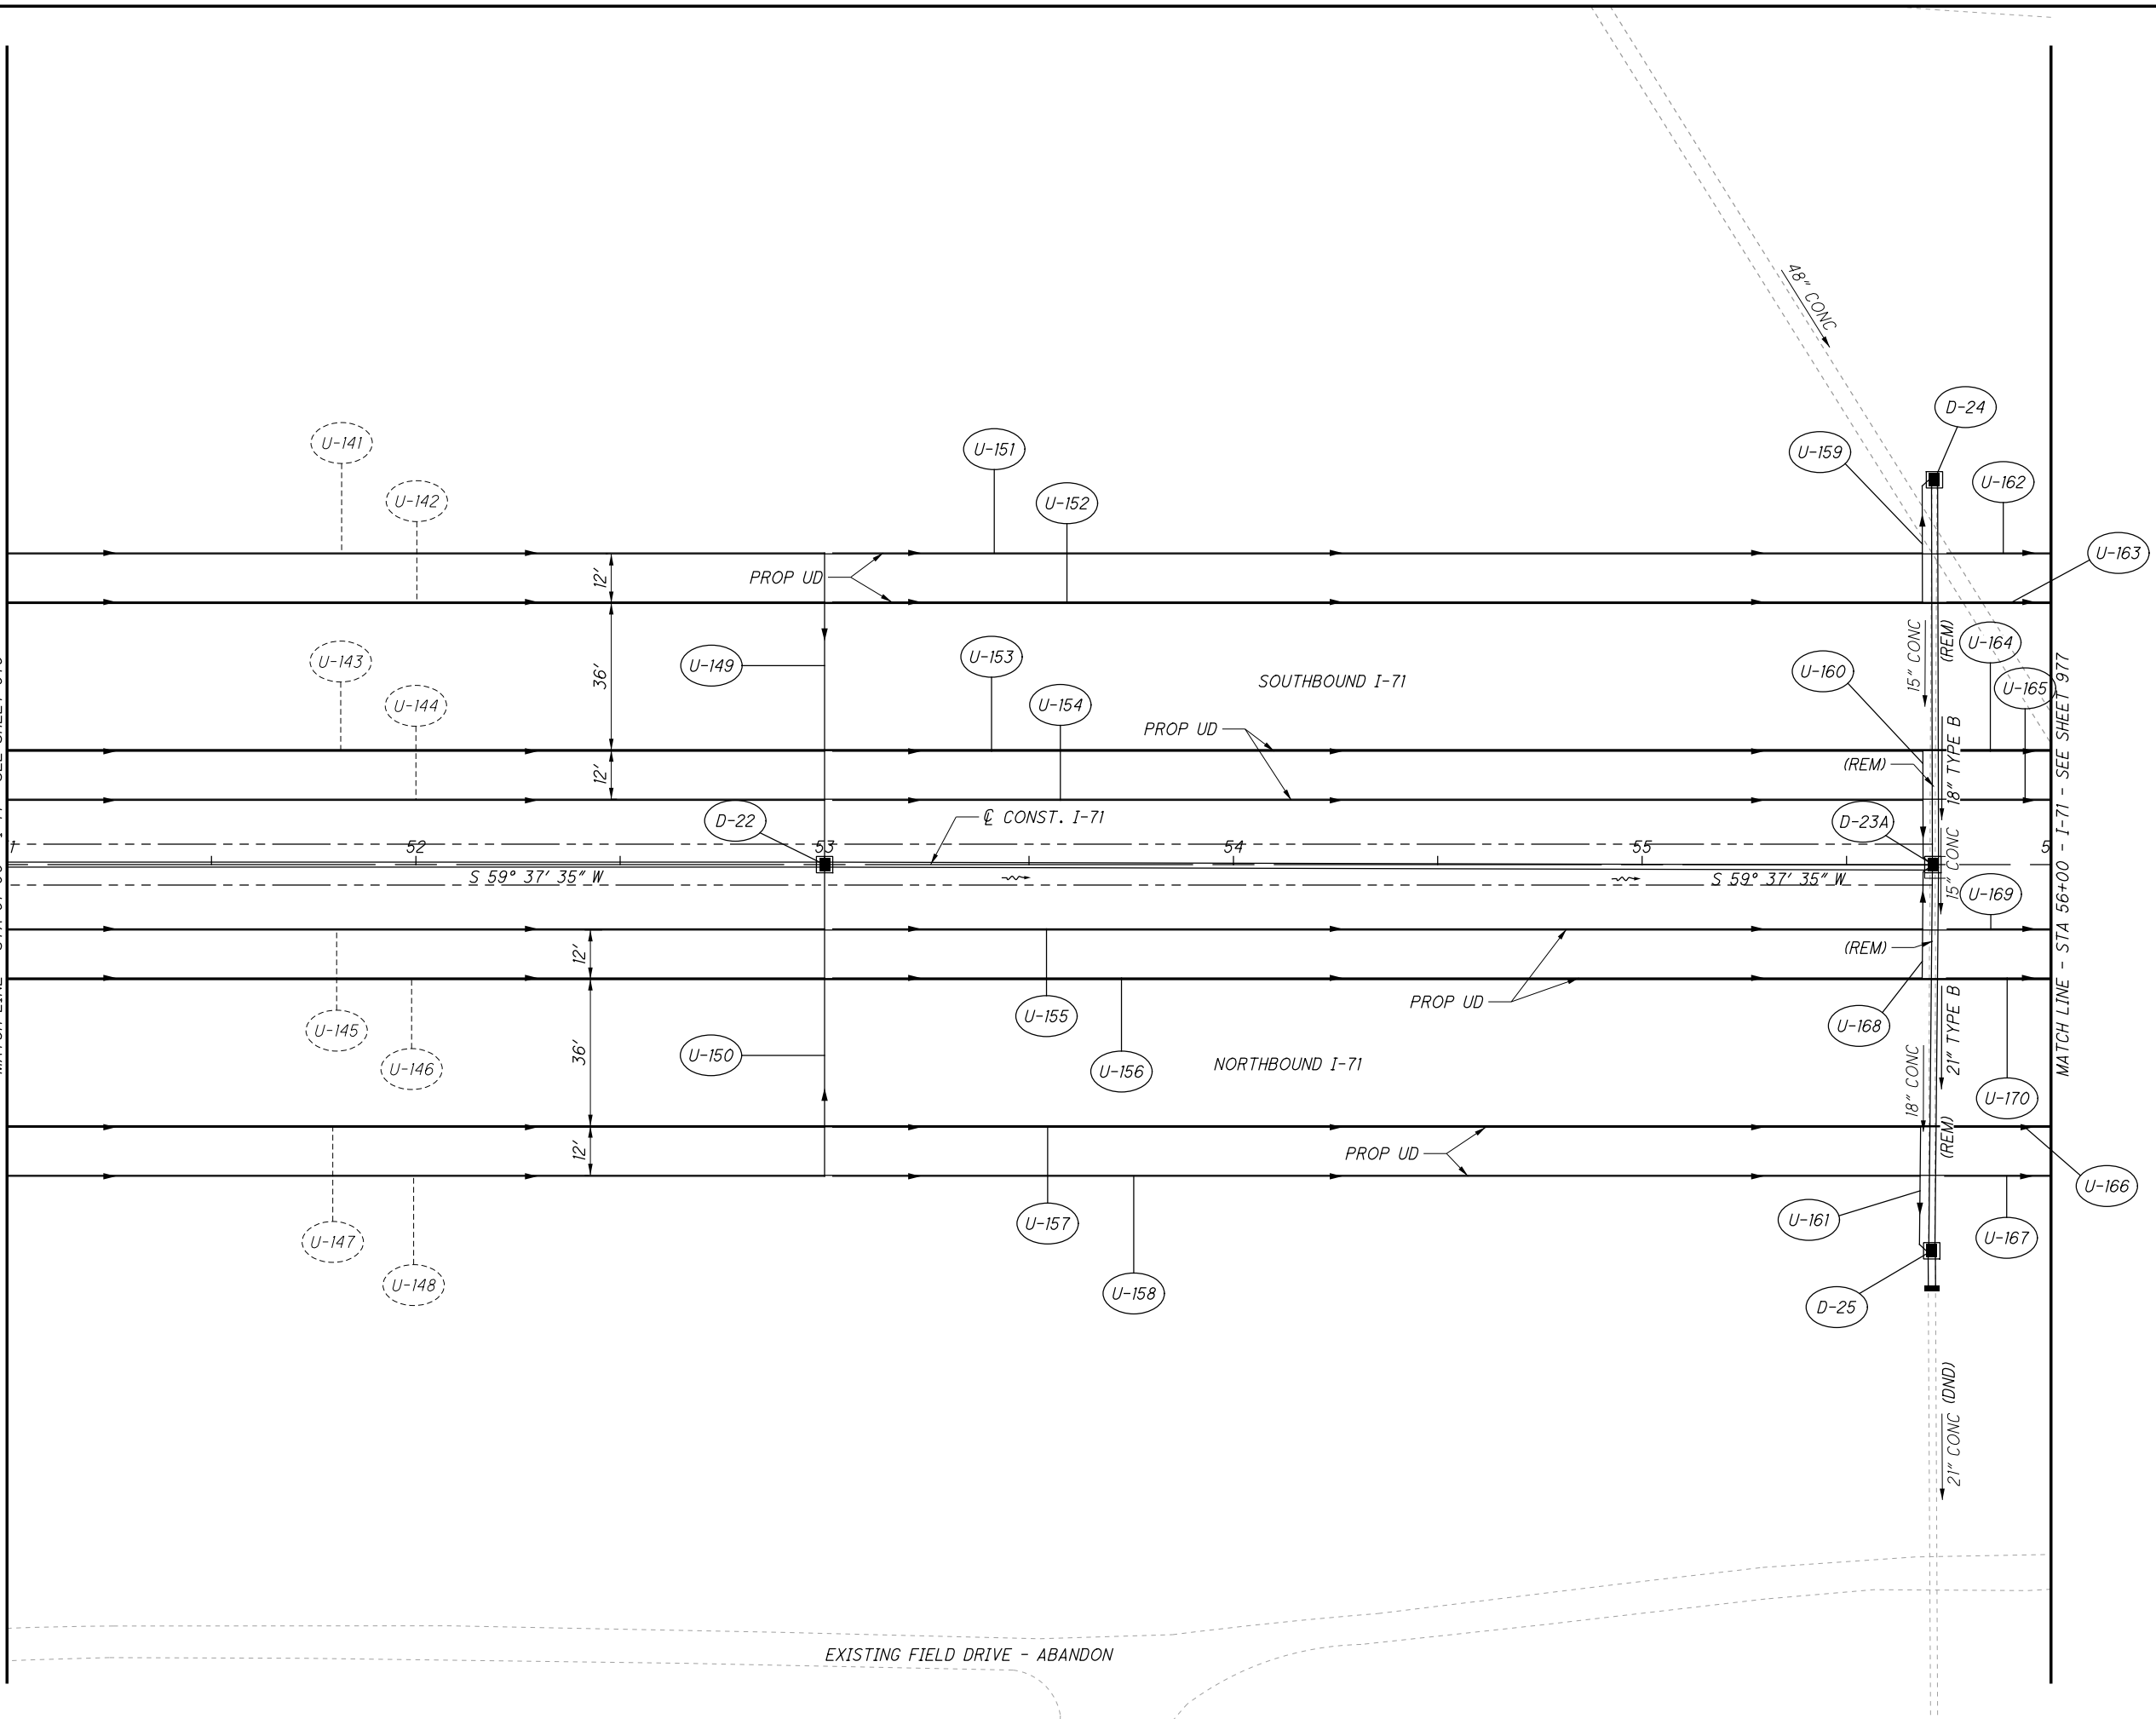 48" CONC
D-24
U-141
U-151
U-159
U-142
U-152
U-162
U-163
12'
PROP UD
U-143
U-149
U-153
36'
SOUTHBOUND I-71
U-160
15" CONC
(REM)
U-164
U-165
U-144
U-154
PROP UD
(REM)
18" TYPE B
12'
D-22
℄ CONST. I-71
D-23A
52
53
54
55
S 59° 37' 35" W
S 59° 37' 35" W
15" CONC
U-169
MATCH LINE - STA 56+00 - I-71 - SEE SHEET 977
12'
(REM)
PROP UD
U-145
U-155
U-168
21" TYPE B
U-146
U-150
36'
U-156
NORTHBOUND I-71
18" CONC
U-170
12'
PROP UD
(REM)
U-166
U-147
U-157
U-161
U-167
U-148
U-158
D-25
21" CONC (DND)
EXISTING FIELD DRIVE - ABANDON